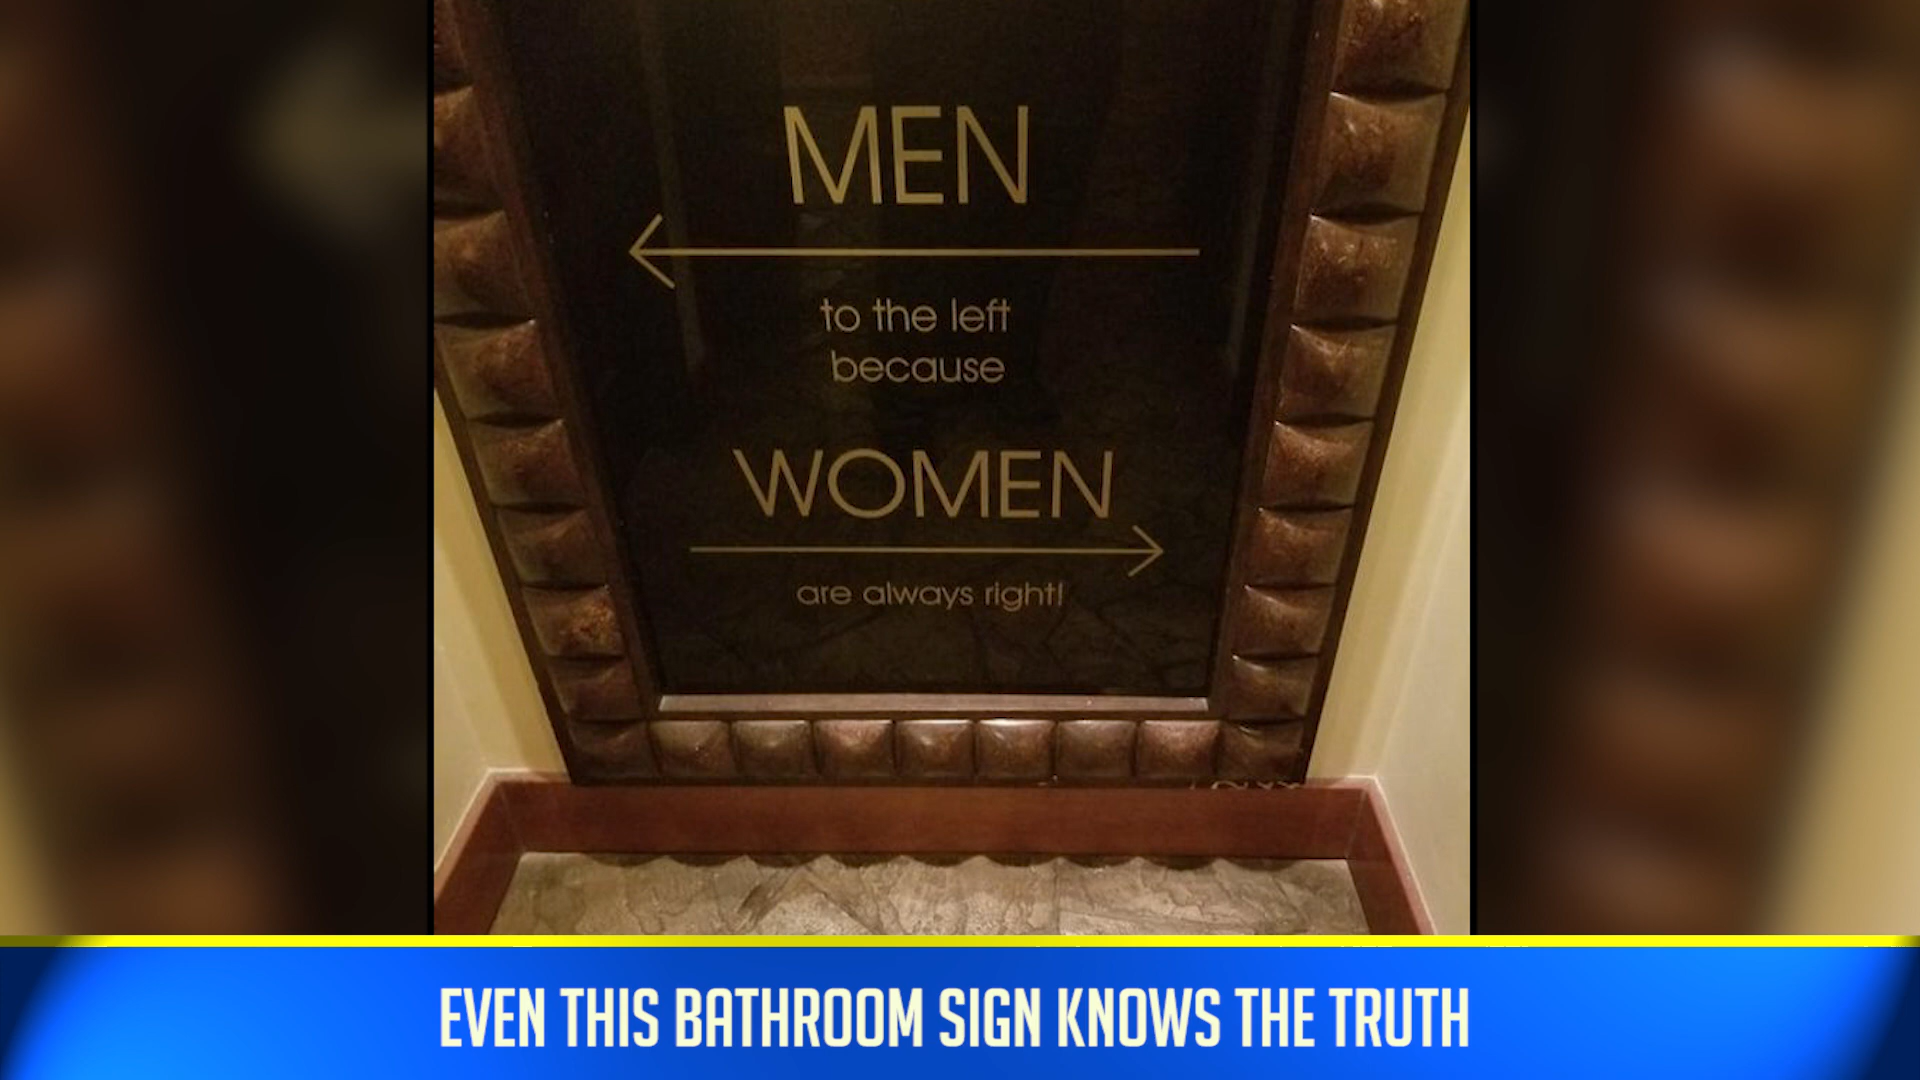 MEN
to the left
because
WOMEN
are always right!
EVEN THIS BATHROOM SIGN KNOWS THE TRUTH